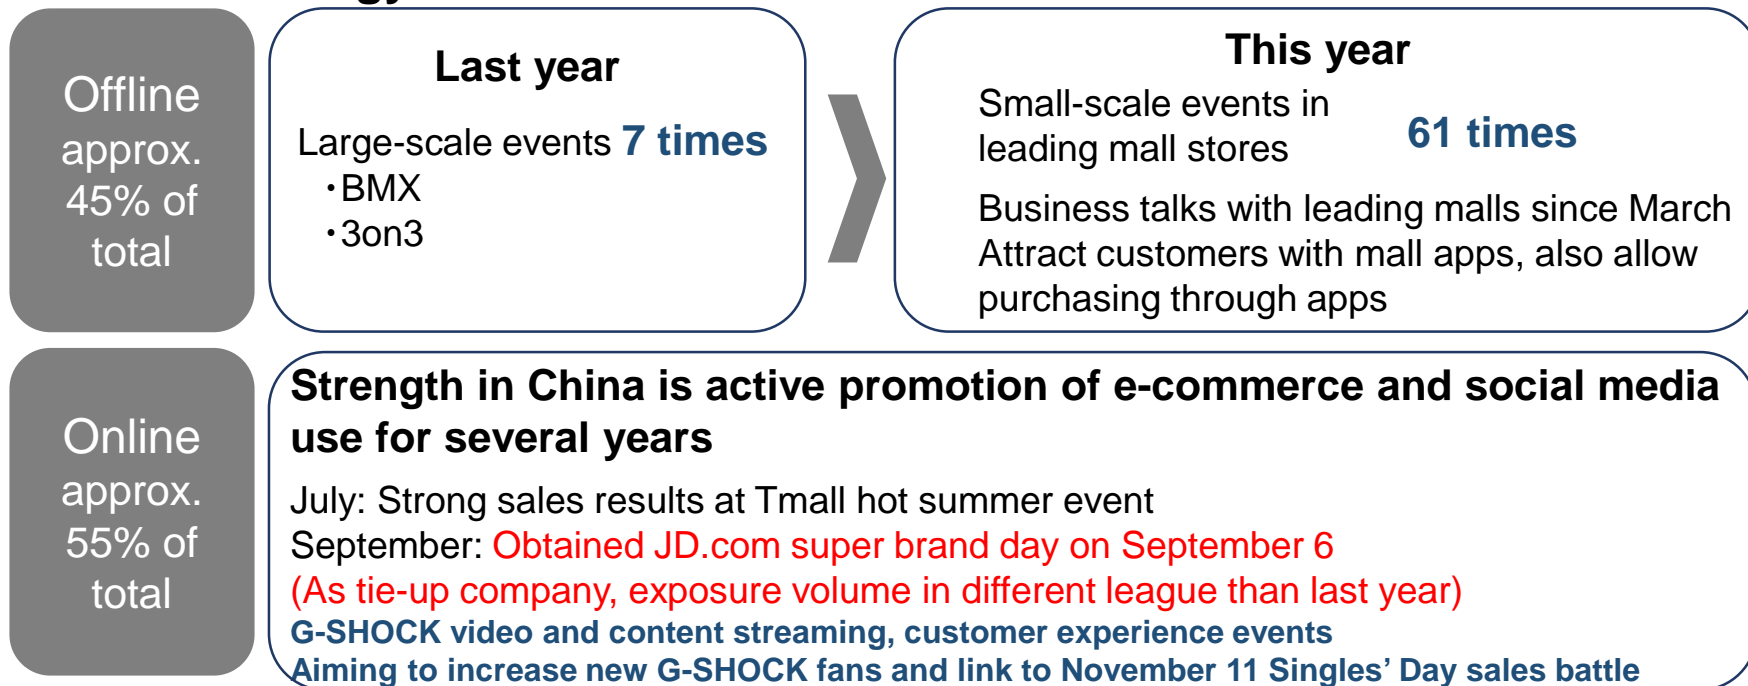 Offline
approx.
45% of
total
Last year
Large-scale events 7 times
・BMX
・3on3
This year
Small-scale events in
leading mall stores
61 times
Business talks with leading malls since March
Attract customers with mall apps, also allow
purchasing through apps
Online
approx.
55% of
total
Strength in China is active promotion of e-commerce and social media
use for several years
July: Strong sales results at Tmall hot summer event
September: Obtained JD.com super brand day on September 6
(As tie-up company, exposure volume in different league than last year)
G-SHOCK video and content streaming, customer experience events
Aiming to increase new G-SHOCK fans and link to November 11 Singles’ Day sales battle